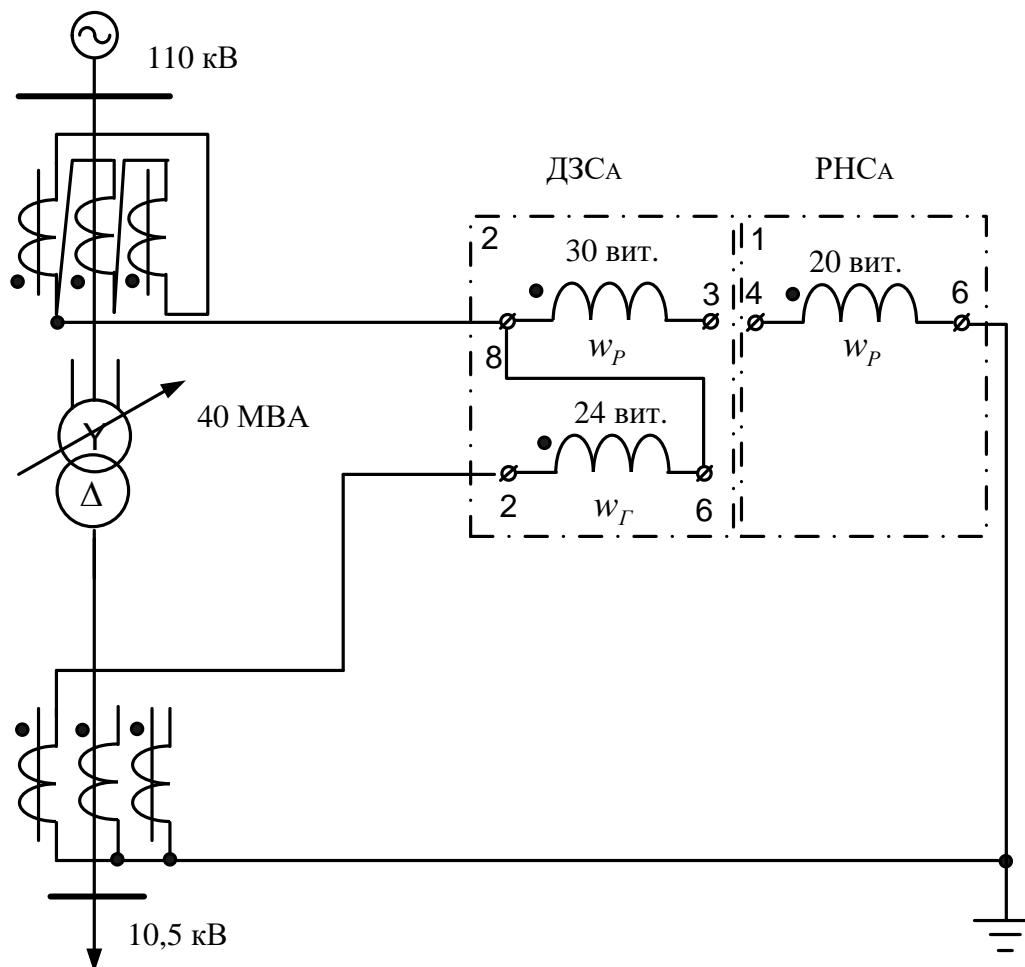 110 кВ
ДЗСА РНСА
2 1
30 вит. 20 вит.
3 4 6
8
wР wР
Y
40 МВА
24 вит.
Δ
2 6
wГ
10,5 кВ